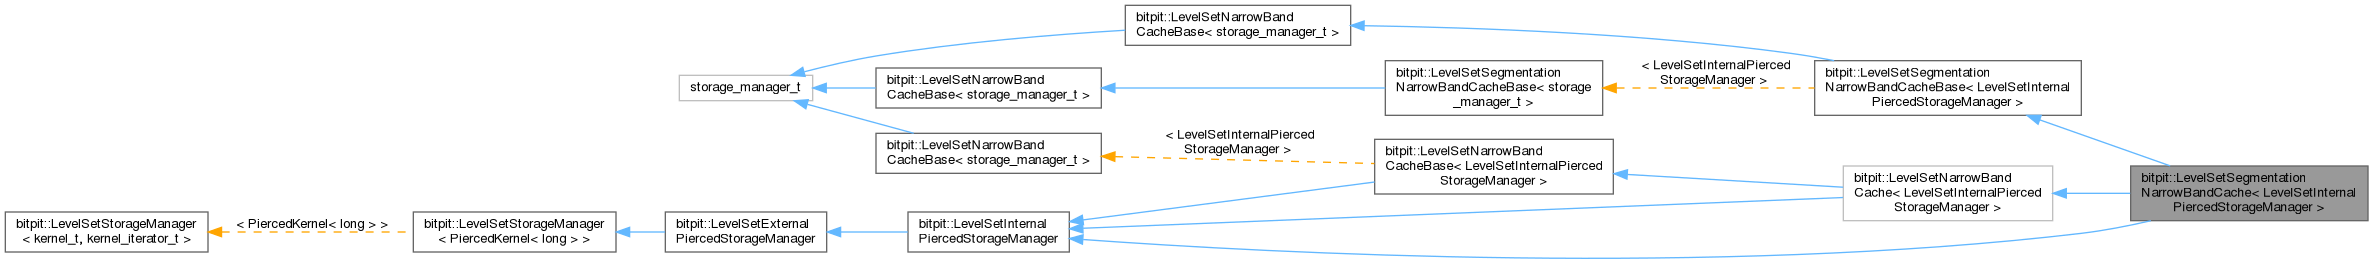 bitpit::LevelSetNarrowBand
CacheBase< storage_manager_t >
storage_manager_t
bitpit::LevelSetNarrowBand
CacheBase< storage_manager_t >
bitpit::LevelSetSegmentation
NarrowBandCacheBase< storage
_manager_t >
< LevelSetInternalPierced
StorageManager >
bitpit::LevelSetSegmentation
NarrowBandCacheBase< LevelSetInternal
PiercedStorageManager >
bitpit::LevelSetNarrowBand
CacheBase< storage_manager_t >
< LevelSetInternalPierced
StorageManager >
bitpit::LevelSetNarrowBand
CacheBase< LevelSetInternalPierced
StorageManager >
bitpit::LevelSetNarrowBand
Cache< LevelSetInternalPierced
StorageManager >
bitpit::LevelSetSegmentation
NarrowBandCache< LevelSetInternal
PiercedStorageManager >
bitpit::LevelSetStorageManager
< kernel_t, kernel_iterator_t >
< PiercedKernel< long > >
bitpit::LevelSetStorageManager
< PiercedKernel< long > >
bitpit::LevelSetExternal
PiercedStorageManager
bitpit::LevelSetInternal
PiercedStorageManager